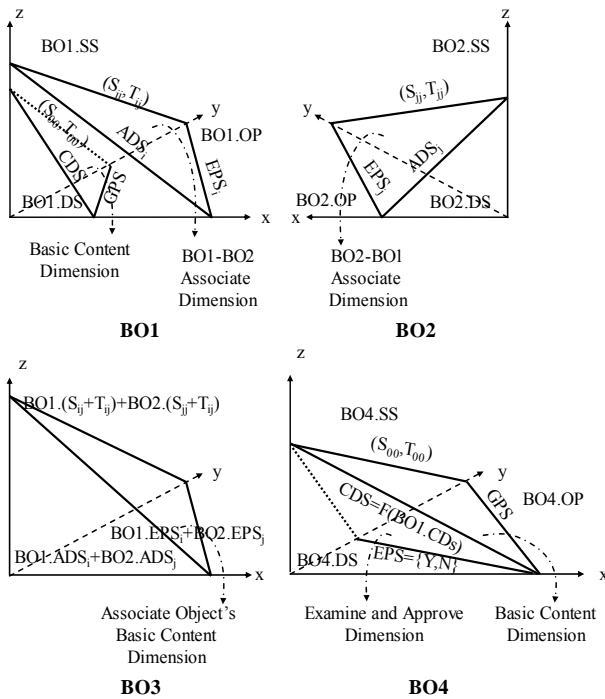 z
BO1.SS
(S_ij,T_ij)
y
(S_00,T_00)
ADS_i
BO1.OP
CDS
GPS
EPS_i
BO1.DS
x
Basic Content
Dimension
BO1-BO2
Associate
Dimension
BO1
z
BO2.SS
(S_jj,T_jj)
y
EPS_j
ADS_j
BO2.OP
BO2.DS
x
BO2-BO1
Associate
Dimension
BO2
z
BO1.(S_ij+T_ij)+BO2.(S_jj+T_ij)
y
BO1.EPS_i+BO2.EPS_j
BO1.ADS_i+BO2.ADS_j
x
Associate Object's
Basic Content
Dimension
BO3
z
BO4.SS
(S_00,T_00)
y
GPS
CDS=F(BO1.CDs)
BO4.OP
BO4.DS
EPS={Y,N}
x
Examine and Approve
Dimension
Basic Content
Dimension
BO4